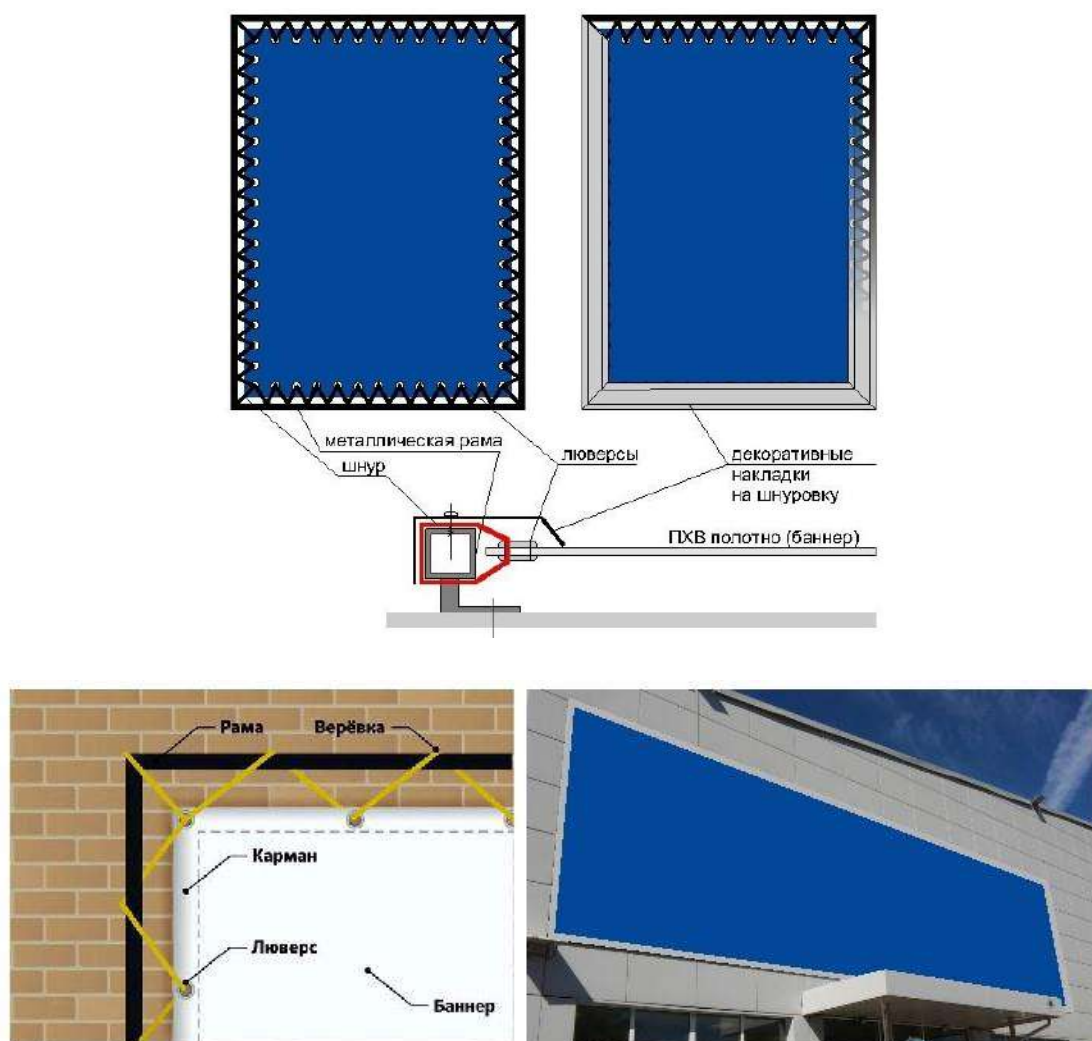 металлическая рама
шнур
люверсы
декоративные
накладки
на шнуровку
ПХВ полотно (баннер)
Рама
Верёвка
Карман
Люверс
Баннер